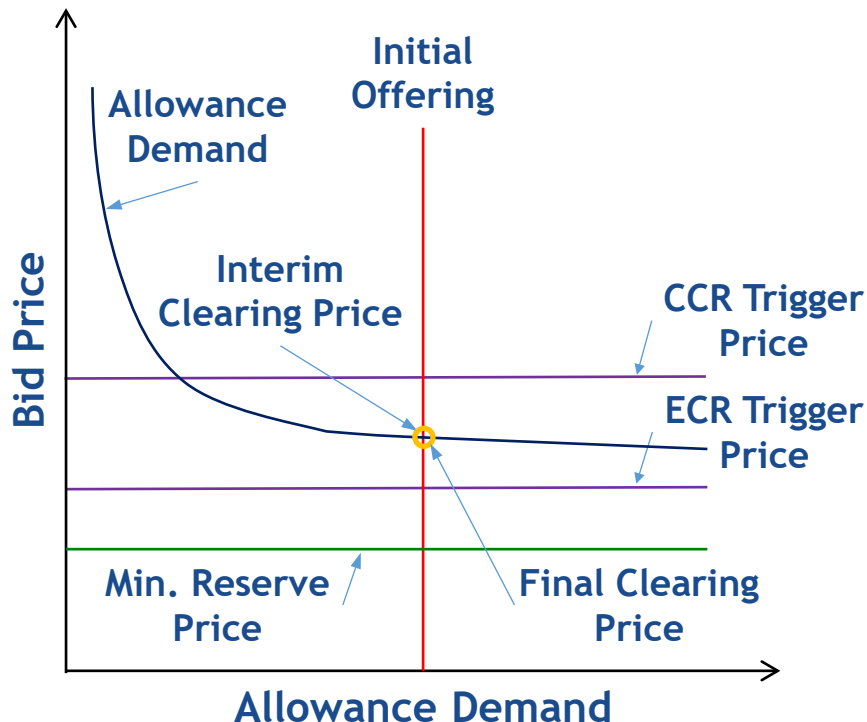 Initial
Offering
Allowance
Demand
Interim
Clearing Price
CCR Trigger
Price
ECR Trigger
Price
Min. Reserve
Price
Final Clearing
Price
Bid Price
Allowance Demand